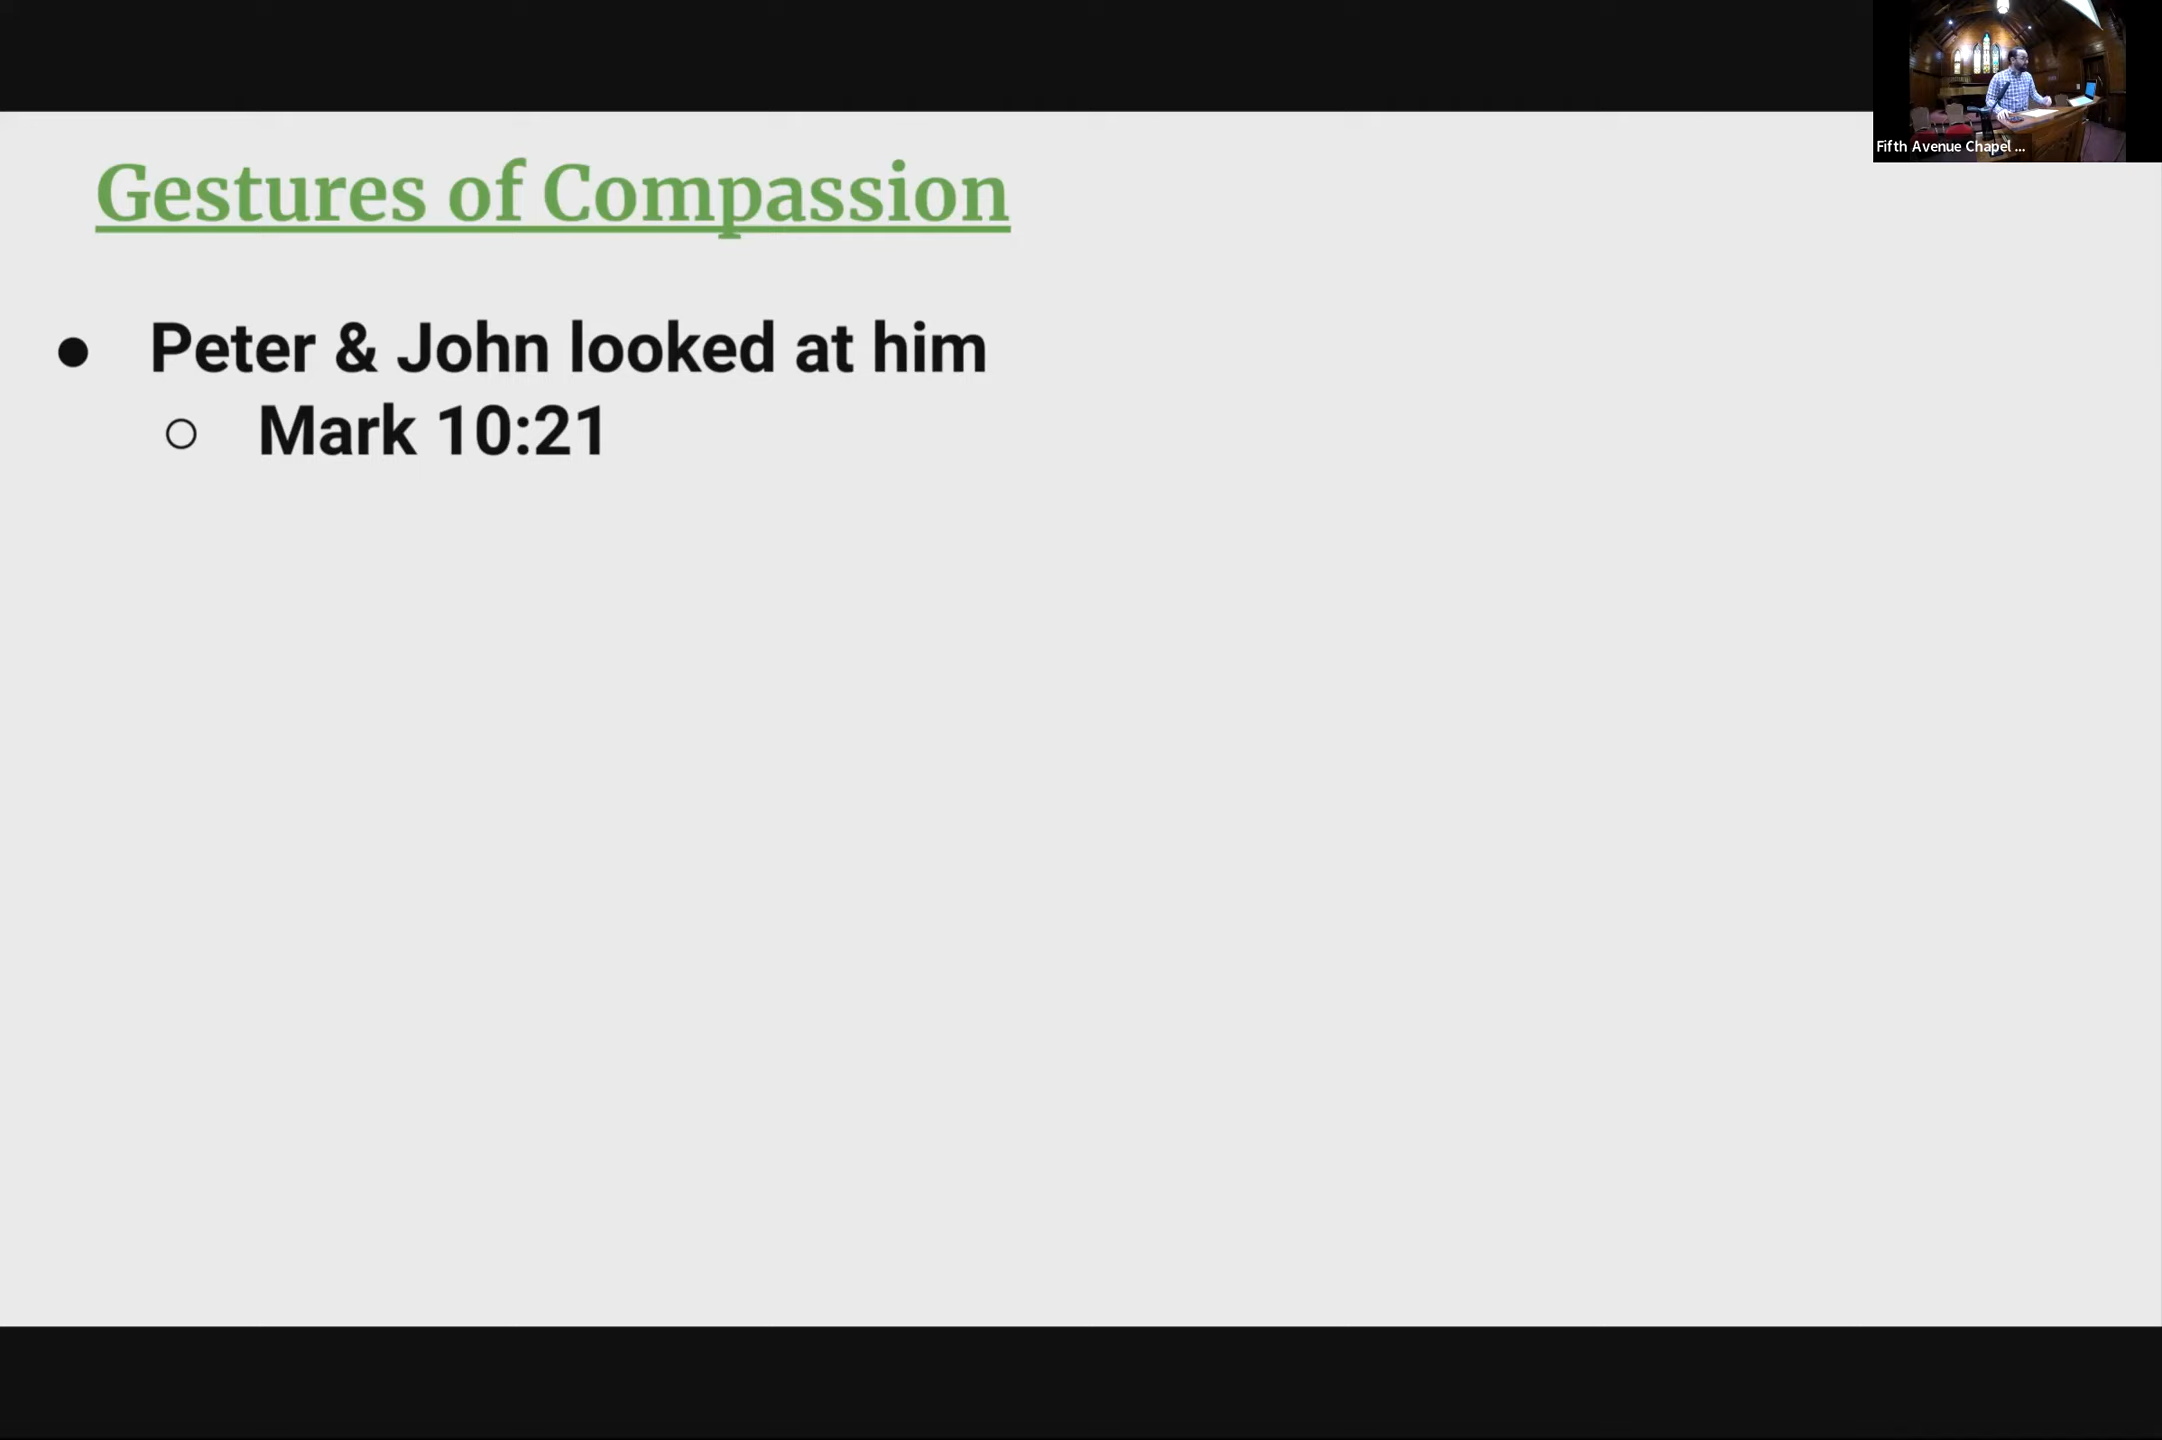 Gestures of Compassion
● Peter & John looked at him
○ Mark 10:21
Fifth Avenue Chapel ...